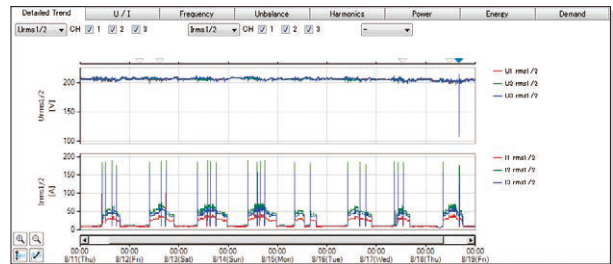 Detailed Trend U / I Frequency Unbalance Harmonics Power Energy Demand
Urms1/2 CH 1 2 3 Irms1/2 CH 1 2 3 -
200
150
100
Urms1/2
[V]
U1 rms1/2
U2 rms1/2
U3 rms1/2
200
150
100
50
0
Irms1/2
[A]
I1 rms1/2
I2 rms1/2
I3 rms1/2
00:00 00:00 00:00 00:00 00:00 00:00 00:00 00:00 00:00
8/11(Thu) 8/12(Fri) 8/13(Sat) 8/14(Sun) 8/15(Mon) 8/16(Tue) 8/17(Wed) 8/18(Thu) 8/19(Fri)